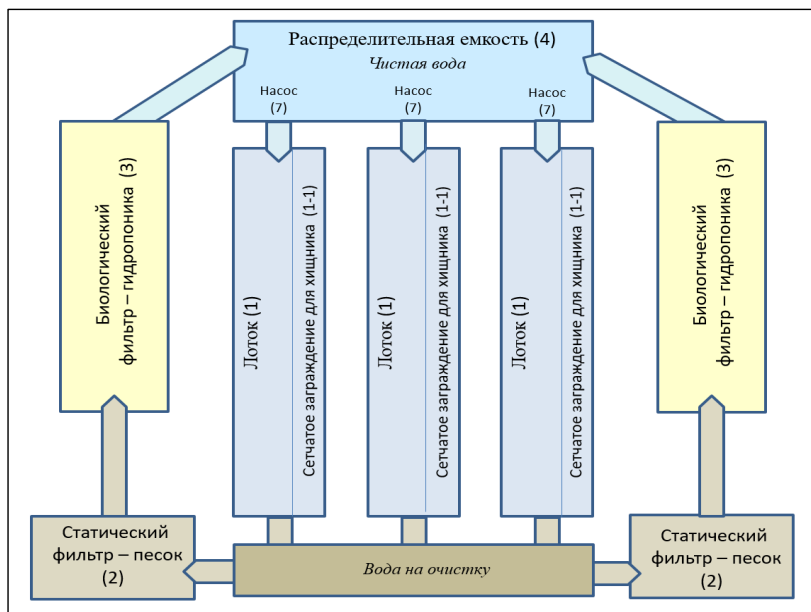 Распределительная емкость (4)
Чистая вода
Насос
(7)
Насос
(7)
Насос
(7)
Биологический
фильтр – гидропоника (3)
Лоток (1)
Сетчатое заграждение для хищника (1-1)
Лоток (1)
Сетчатое заграждение для хищника (1-1)
Лоток (1)
Сетчатое заграждение для хищника (1-1)
Биологический
фильтр – гидропоника (3)
Статический
фильтр – песок
(2)
Вода на очистку
Статический
фильтр – песок
(2)